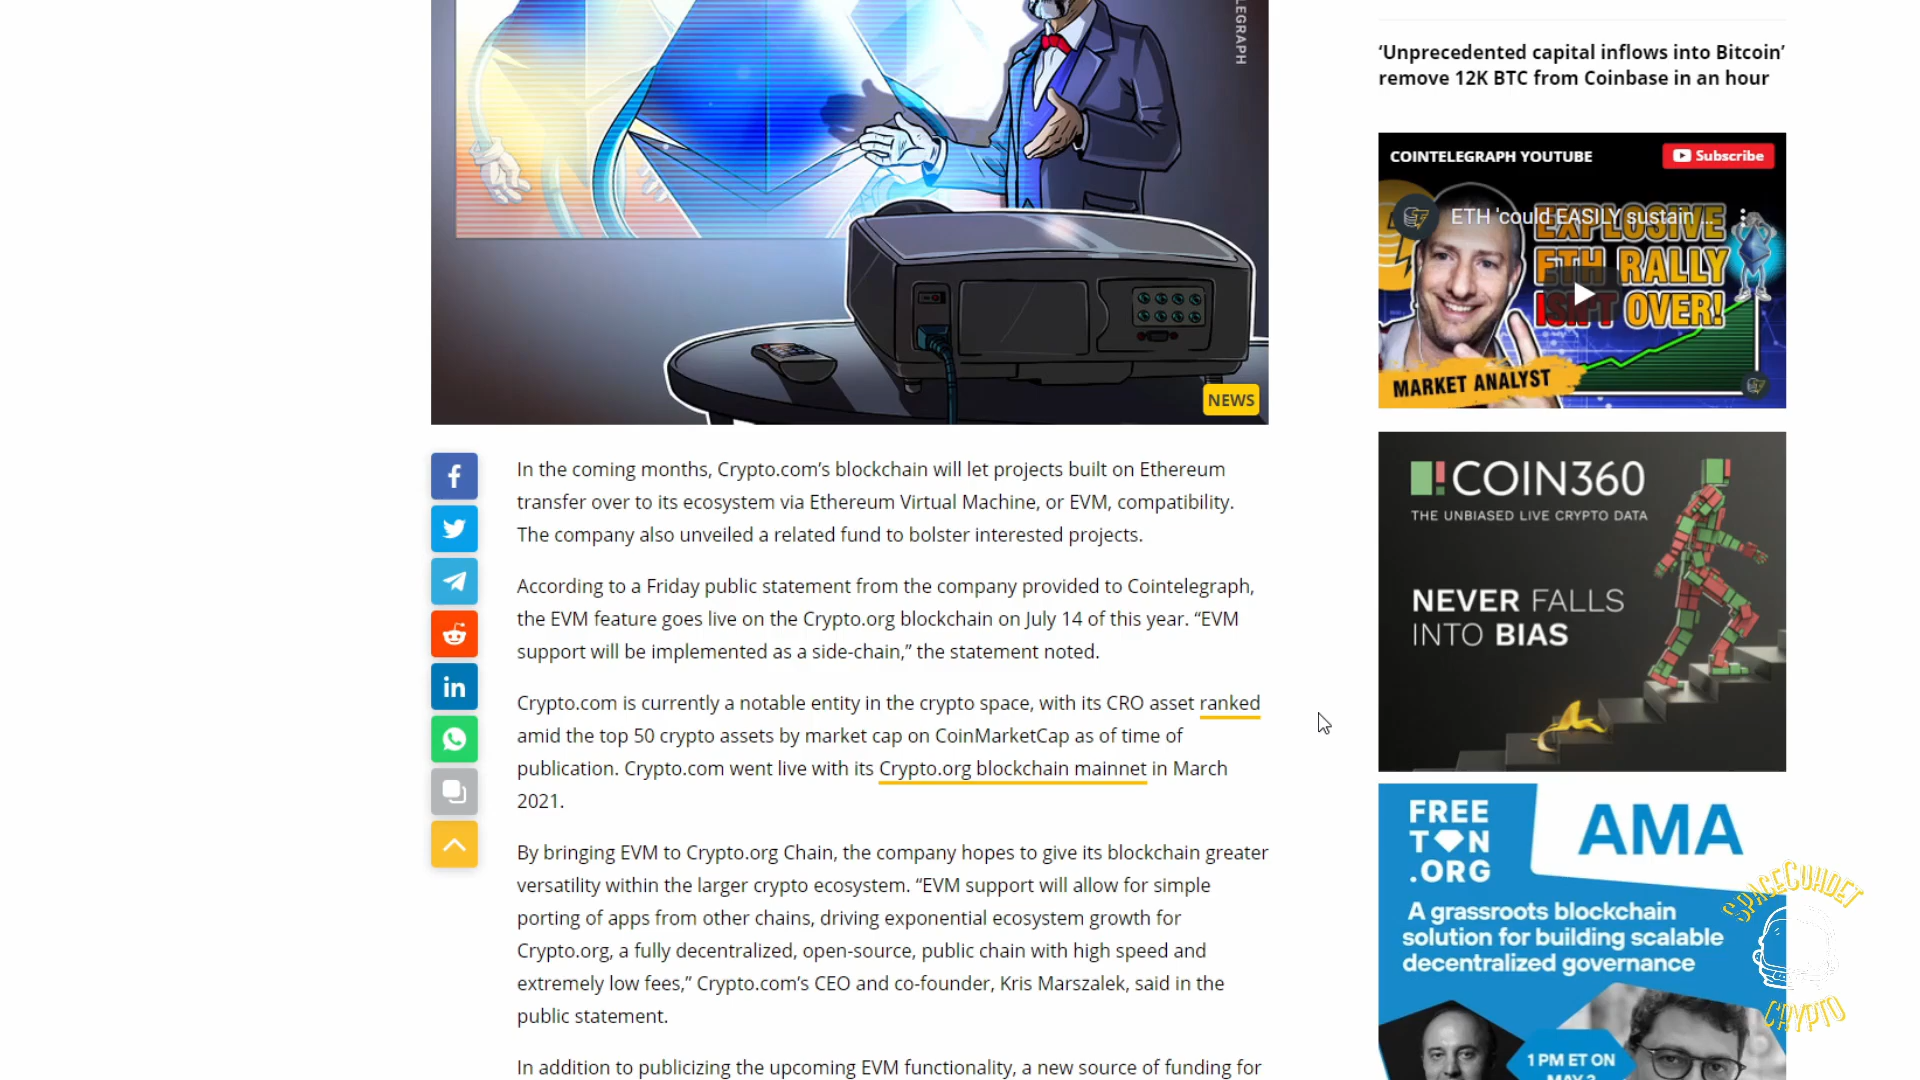 EGRAPH
NEWS
In the coming months, Crypto.com’s blockchain will let projects built on Ethereum
transfer over to its ecosystem via Ethereum Virtual Machine, or EVM, compatibility.
The company also unveiled a related fund to bolster interested projects.
According to a Friday public statement from the company provided to Cointelegraph,
the EVM feature goes live on the Crypto.org blockchain on July 14 of this year. “EVM
support will be implemented as a side-chain,” the statement noted.
Crypto.com is currently a notable entity in the crypto space, with its CRO asset ranked
amid the top 50 crypto assets by market cap on CoinMarketCap as of time of
publication. Crypto.com went live with its Crypto.org blockchain mainnet in March
2021.
By bringing EVM to Crypto.org Chain, the company hopes to give its blockchain greater
versatility within the larger crypto ecosystem. “EVM support will allow for simple
porting of apps from other chains, driving exponential ecosystem growth for
Crypto.org, a fully decentralized, open-source, public chain with high speed and
extremely low fees,” Crypto.com’s CEO and co-founder, Kris Marszalek, said in the
public statement.
In addition to publicizing the upcoming EVM functionality, a new source of funding for
‘Unprecedented capital inflows into Bitcoin’
remove 12K BTC from Coinbase in an hour
COINTELEGRAPH YOUTUBE
Subscribe
ETH 'could EASILY sustain ...
EXPLOSIVE
ETH RALLY
ISN'T OVER!
MARKET ANALYST
COIN360
THE UNBIASED LIVE CRYPTO DATA
NEVER FALLS
INTO BIAS
FREE
TON
.ORG
AMA
A grassroots blockchain
solution for building scalable
decentralized governance
1 PM ET ON
MAY 3
SPACECUHDET
CRYPTO